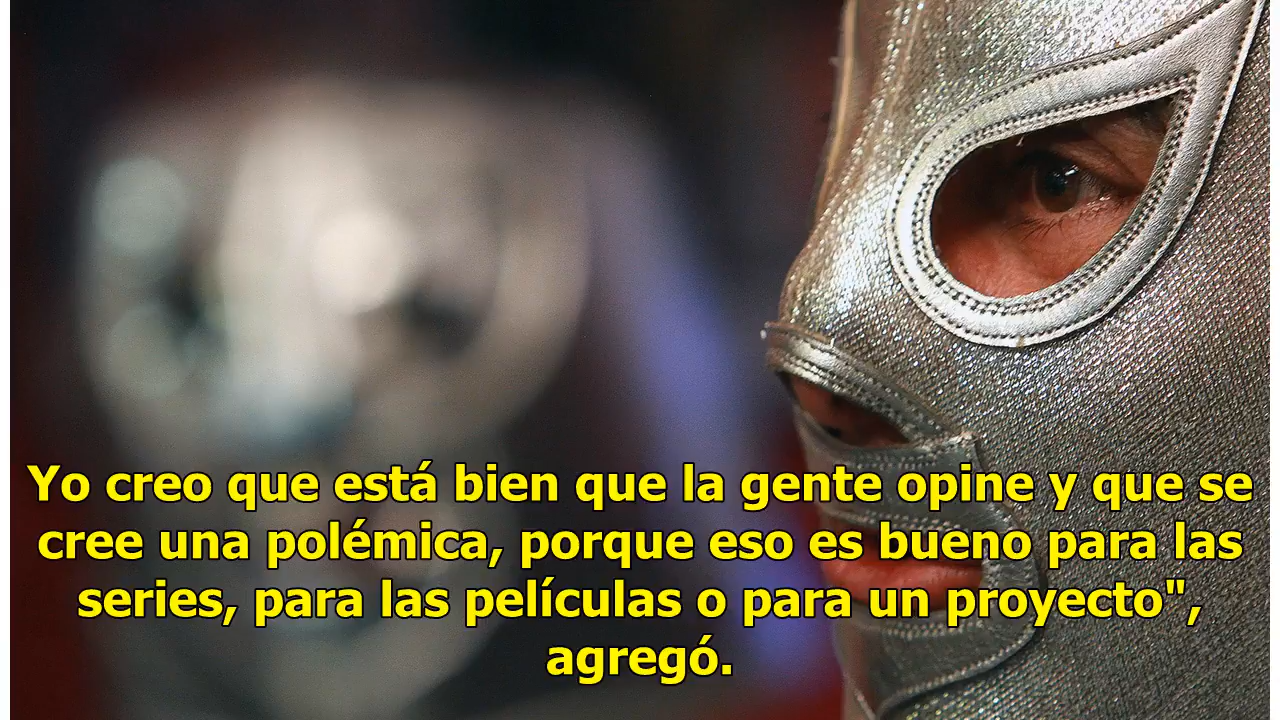 Yo creo que está bien que la gente opine y que se
cree una polémica, porque eso es bueno para las
series, para las películas o para un proyecto",
agregó.